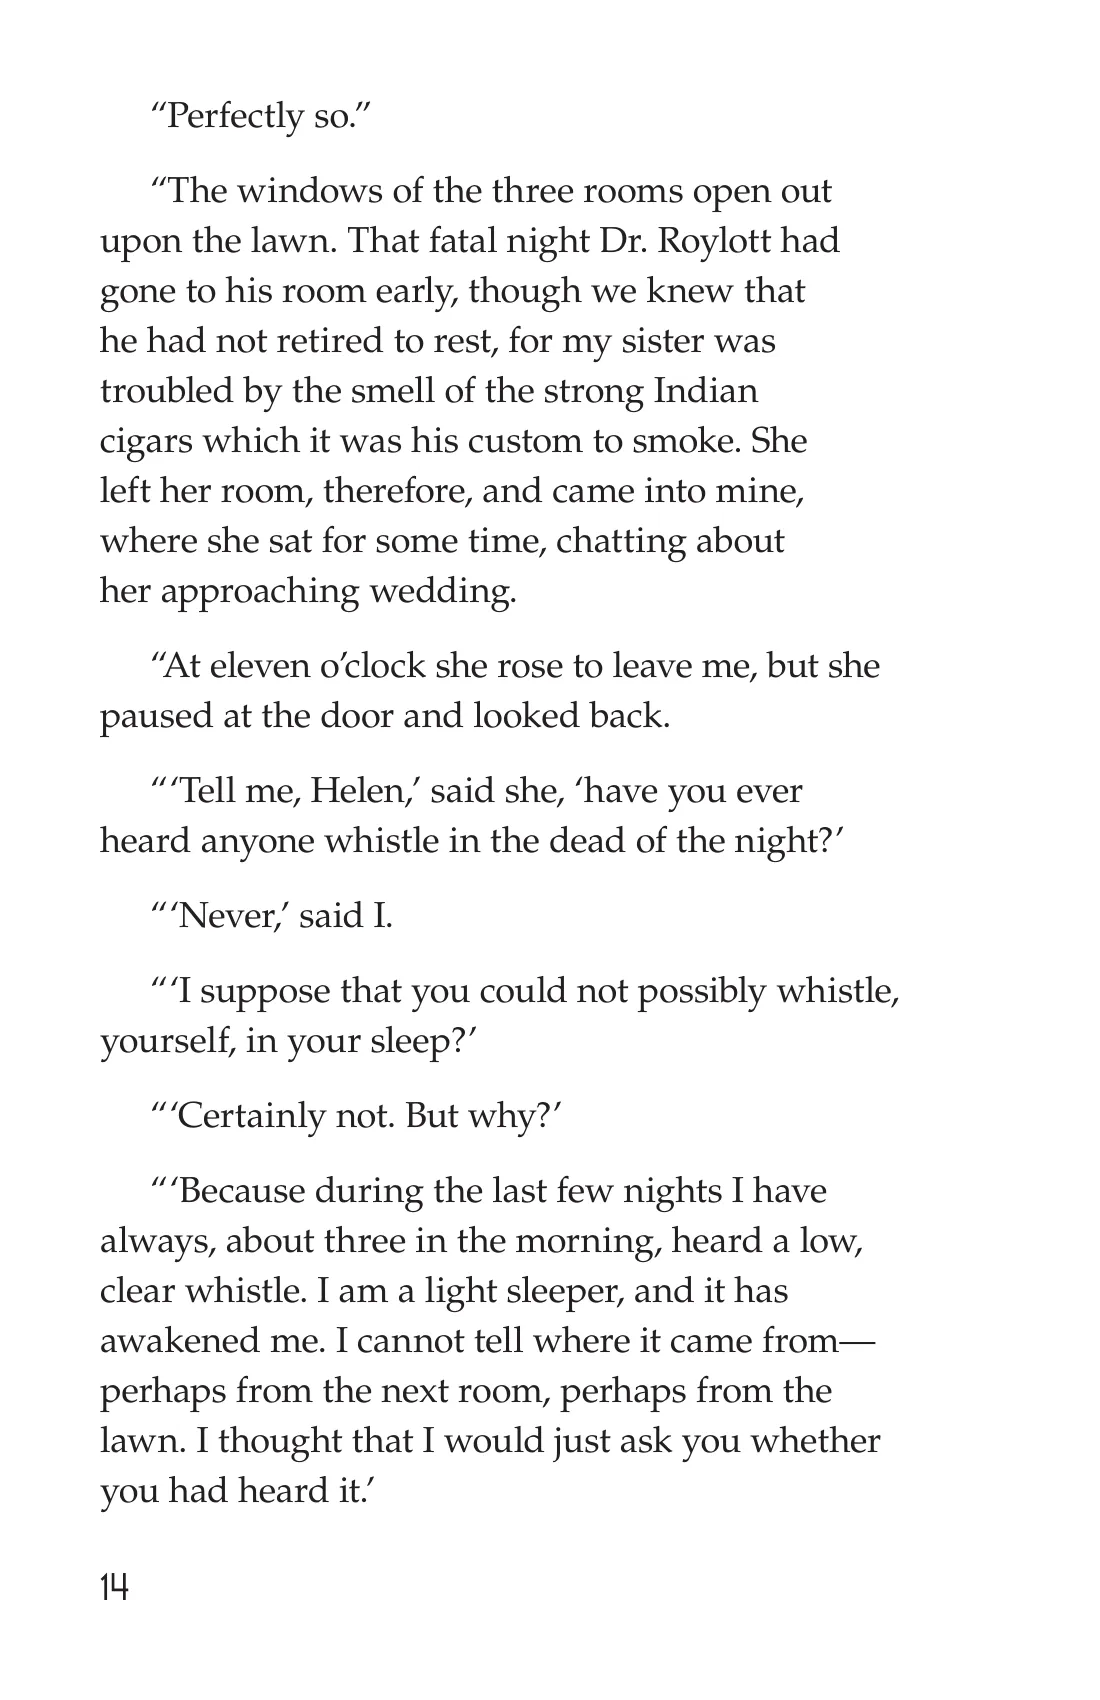 “Perfectly so.”
“The windows of the three rooms open out
upon the lawn. That fatal night Dr. Roylott had
gone to his room early, though we knew that
he had not retired to rest, for my sister was
troubled by the smell of the strong Indian
cigars which it was his custom to smoke. She
left her room, therefore, and came into mine,
where she sat for some time, chatting about
her approaching wedding.
“At eleven o’clock she rose to leave me, but she
paused at the door and looked back.
“‘Tell me, Helen,’ said she, ‘have you ever
heard anyone whistle in the dead of the night?’
“‘Never,’ said I.
“‘I suppose that you could not possibly whistle,
yourself, in your sleep?’
“‘Certainly not. But why?’
“‘Because during the last few nights I have
always, about three in the morning, heard a low,
clear whistle. I am a light sleeper, and it has
awakened me. I cannot tell where it came from—
perhaps from the next room, perhaps from the
lawn. I thought that I would just ask you whether
you had heard it.’
14